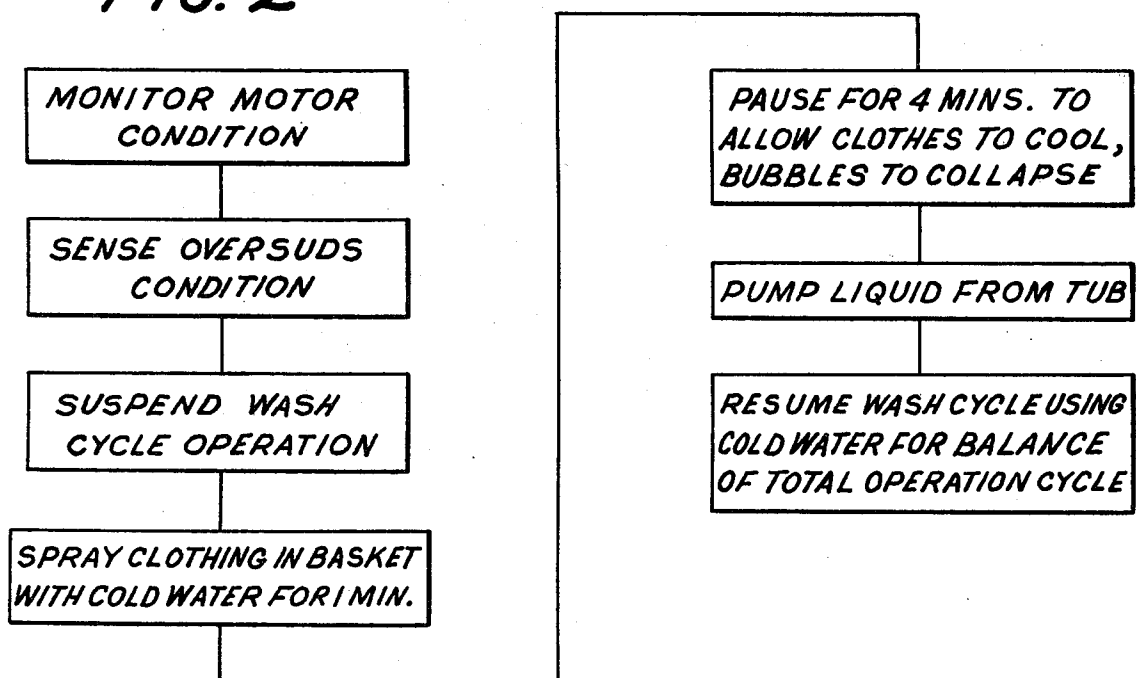 FIG. 2
MONITOR MOTOR
CONDITION
SENSE OVERSUDS
CONDITION
SUSPEND WASH
CYCLE OPERATION
SPRAY CLOTHING IN BASKET
WITH COLD WATER FOR 1 MIN.
PAUSE FOR 4 MINS. TO
ALLOW CLOTHES TO COOL,
BUBBLES TO COLLAPSE
PUMP LIQUID FROM TUB
RESUME WASH CYCLE USING
COLD WATER FOR BALANCE
OF TOTAL OPERATION CYCLE